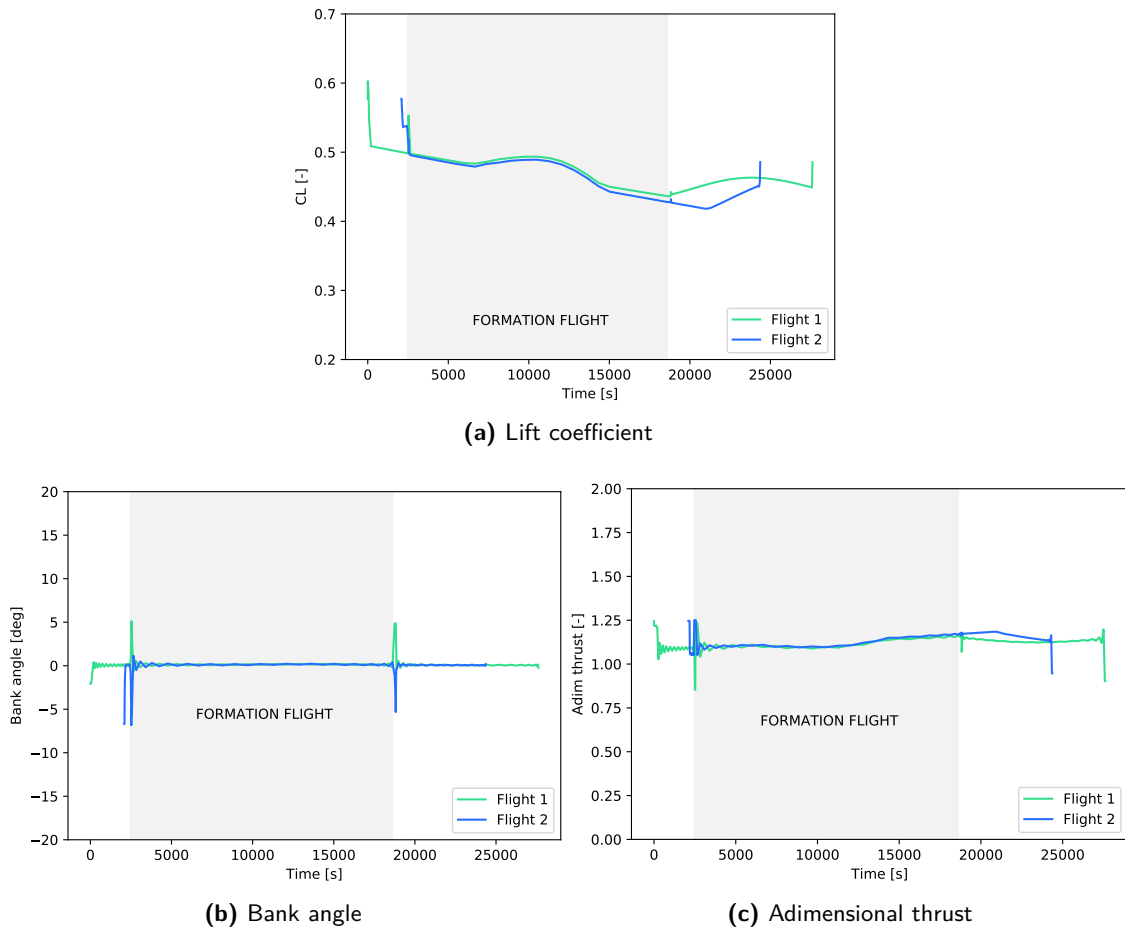 0.7
0.6
0.5
0.4
0.3
0.2
CL [-]
FORMATION FLIGHT
Flight 1
Flight 2
0 5000 10000 15000 20000 25000
Time [s]
(a) Lift coefficient
20
15
10
5
0
−5
−10
−15
−20
Bank angle [deg]
FORMATION FLIGHT
Flight 1
Flight 2
0 5000 10000 15000 20000 25000
Time [s]
(b) Bank angle
2.00
1.75
1.50
1.25
1.00
0.75
0.50
0.25
0.00
Adim thrust [-]
FORMATION FLIGHT
Flight 1
Flight 2
0 5000 10000 15000 20000 25000
Time [s]
(c) Adimensional thrust